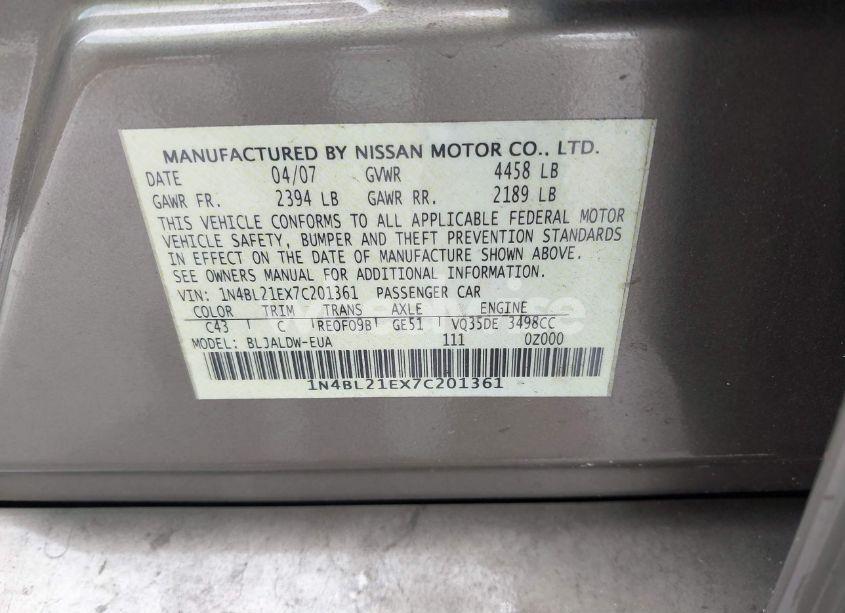 MANUFACTURED BY NISSAN MOTOR CO., LTD.
DATE 04/07 GVWR 4458 LB
GAWR FR. 2394 LB GAWR RR. 2189 LB
THIS VEHICLE CONFORMS TO ALL APPLICABLE FEDERAL MOTOR
VEHICLE SAFETY, BUMPER AND THEFT PREVENTION STANDARDS
IN EFFECT ON THE DATE OF MANUFACTURE SHOWN ABOVE.
SEE OWNERS MANUAL FOR ADDITIONAL INFORMATION.
VIN: 1N4BL21EX7C201361 PASSENGER CAR
COLOR TRIM TRANS AXLE ENGINE
C43 C RE0F09B GE51 VQ35DE 3498CC
MODEL: BLJALDW-EUA 111 0Z000
1N4BL21EX7C201361